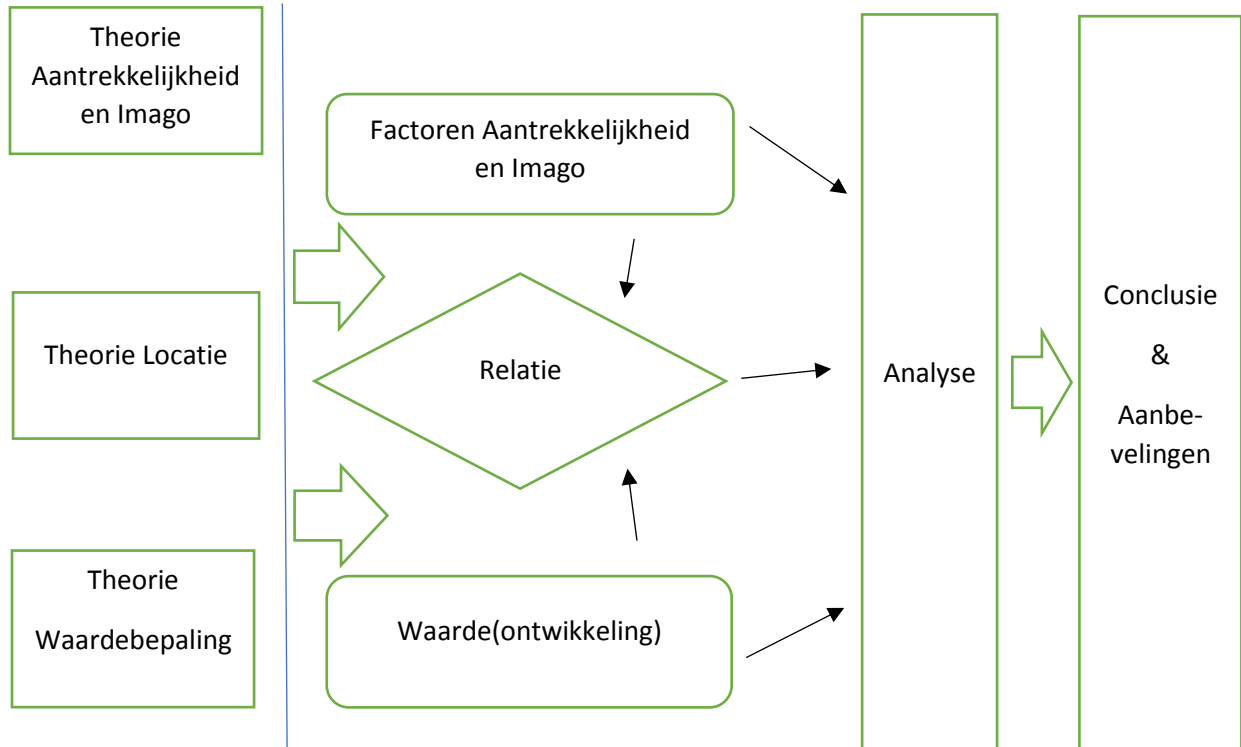 Theorie
Aantrekkelijkheid
en Imago
Theorie Locatie
Theorie
Waardebepaling
Factoren Aantrekkelijkheid
en Imago
Relatie
Waarde(ontwikkeling)
Analyse
Conclusie
&
Aanbe-
velingen